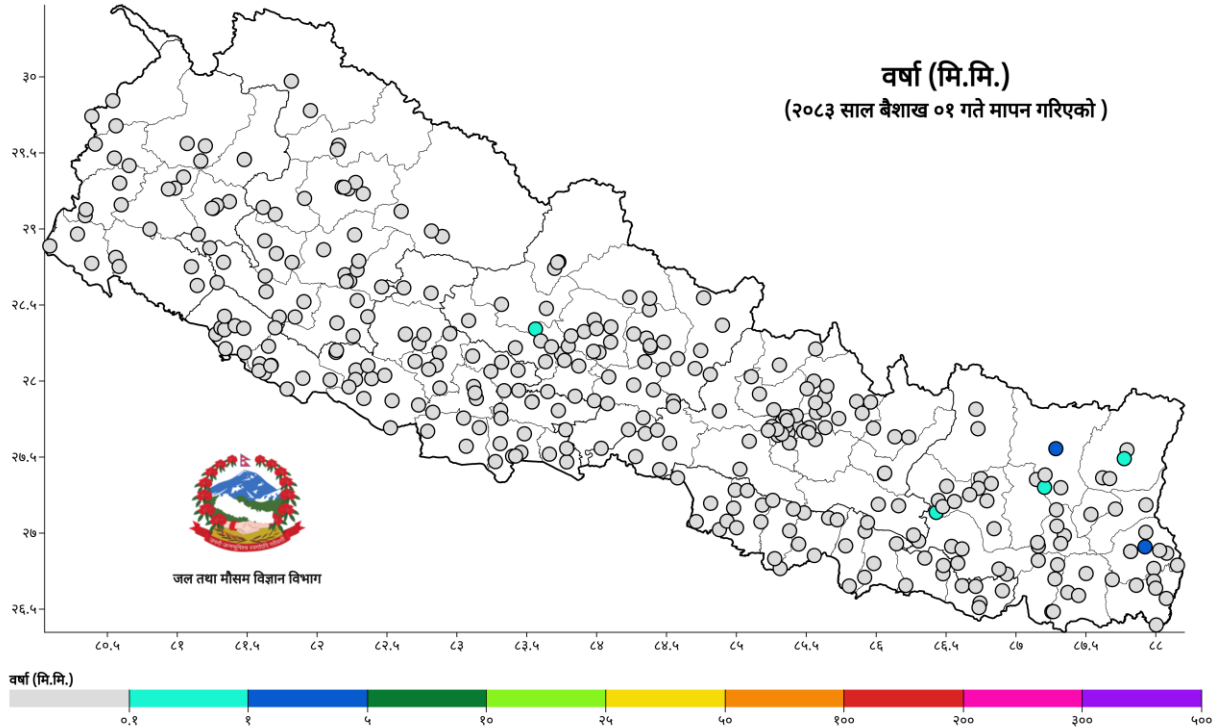 वर्षा (मि.मि.)
(२०८३ साल बैशाख ०१ गते मापन गरिएको )
३०
२९.५
२९
२८.५
२८
२७.५
२७
२६.५
जल तथा मौसम विज्ञान विभाग
८०.५ ८१ ८१.५ ८२ ८२.५ ८३ ८३.५ ८४ ८४.५ ८५ ८५.५ ८६ ८६.५ ८७ ८७.५ ८८
वर्षा (मि.मि.)
०.१ १ ५ १० २५ ५० १०० २०० ३०० ५००